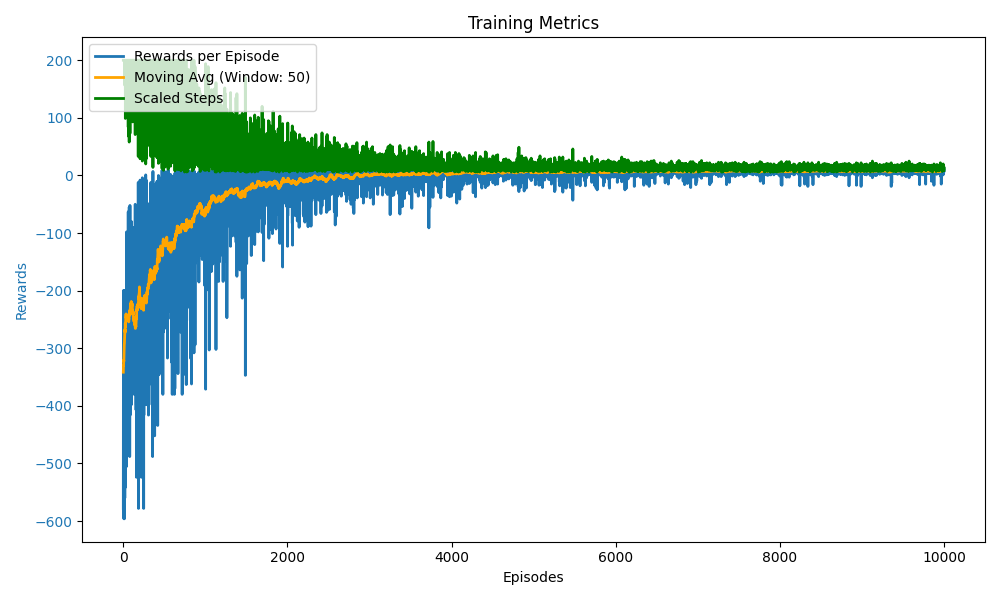 Training Metrics
Rewards per Episode
Moving Avg (Window: 50)
Scaled Steps
200
100
0
−100
−200
−300
−400
−500
−600
Rewards
0
2000
4000
6000
8000
10000
Episodes